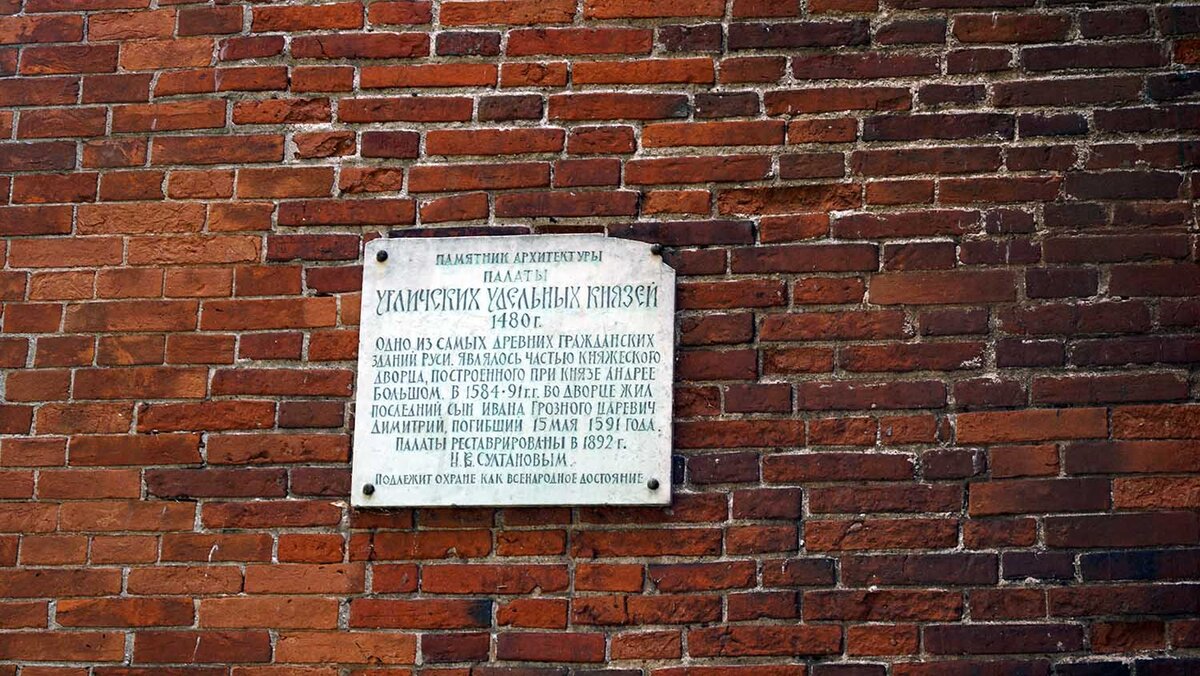 ПАМЯТНИК АРХИТЕКТУРЫ
ПАЛАТЫ
УГЛИЧСКИХ УДЕЛЬНЫХ КНЯЗЕЙ
1480 г.
ОДНО ИЗ САМЫХ ДРЕВНИХ ГРАЖДАНСКИХ
ЗДАНИЙ РУСИ. ЯВЛЯЛОСЬ ЧАСТЬЮ КНЯЖЕСКОГО
ДВОРЦА, ПОСТРОЕННОГО ПРИ КНЯЗЕ АНДРЕЕ
БОЛЬШОМ. В 1584-91 г.г. ВО ДВОРЦЕ ЖИЛ
ПОСЛЕДНИЙ СЫН ИВАНА ГРОЗНОГО ЦАРЕВИЧ
ДИМИТРИЙ, ПОГИБШИЙ 15 МАЯ 1591 ГОДА.
ПАЛАТЫ РЕСТАВРИРОВАНЫ В 1892 г.
Н.В. СУЛТАНОВЫМ.
ПОДЛЕЖИТ ОХРАНЕ КАК ВСЕНАРОДНОЕ ДОСТОЯНИЕ